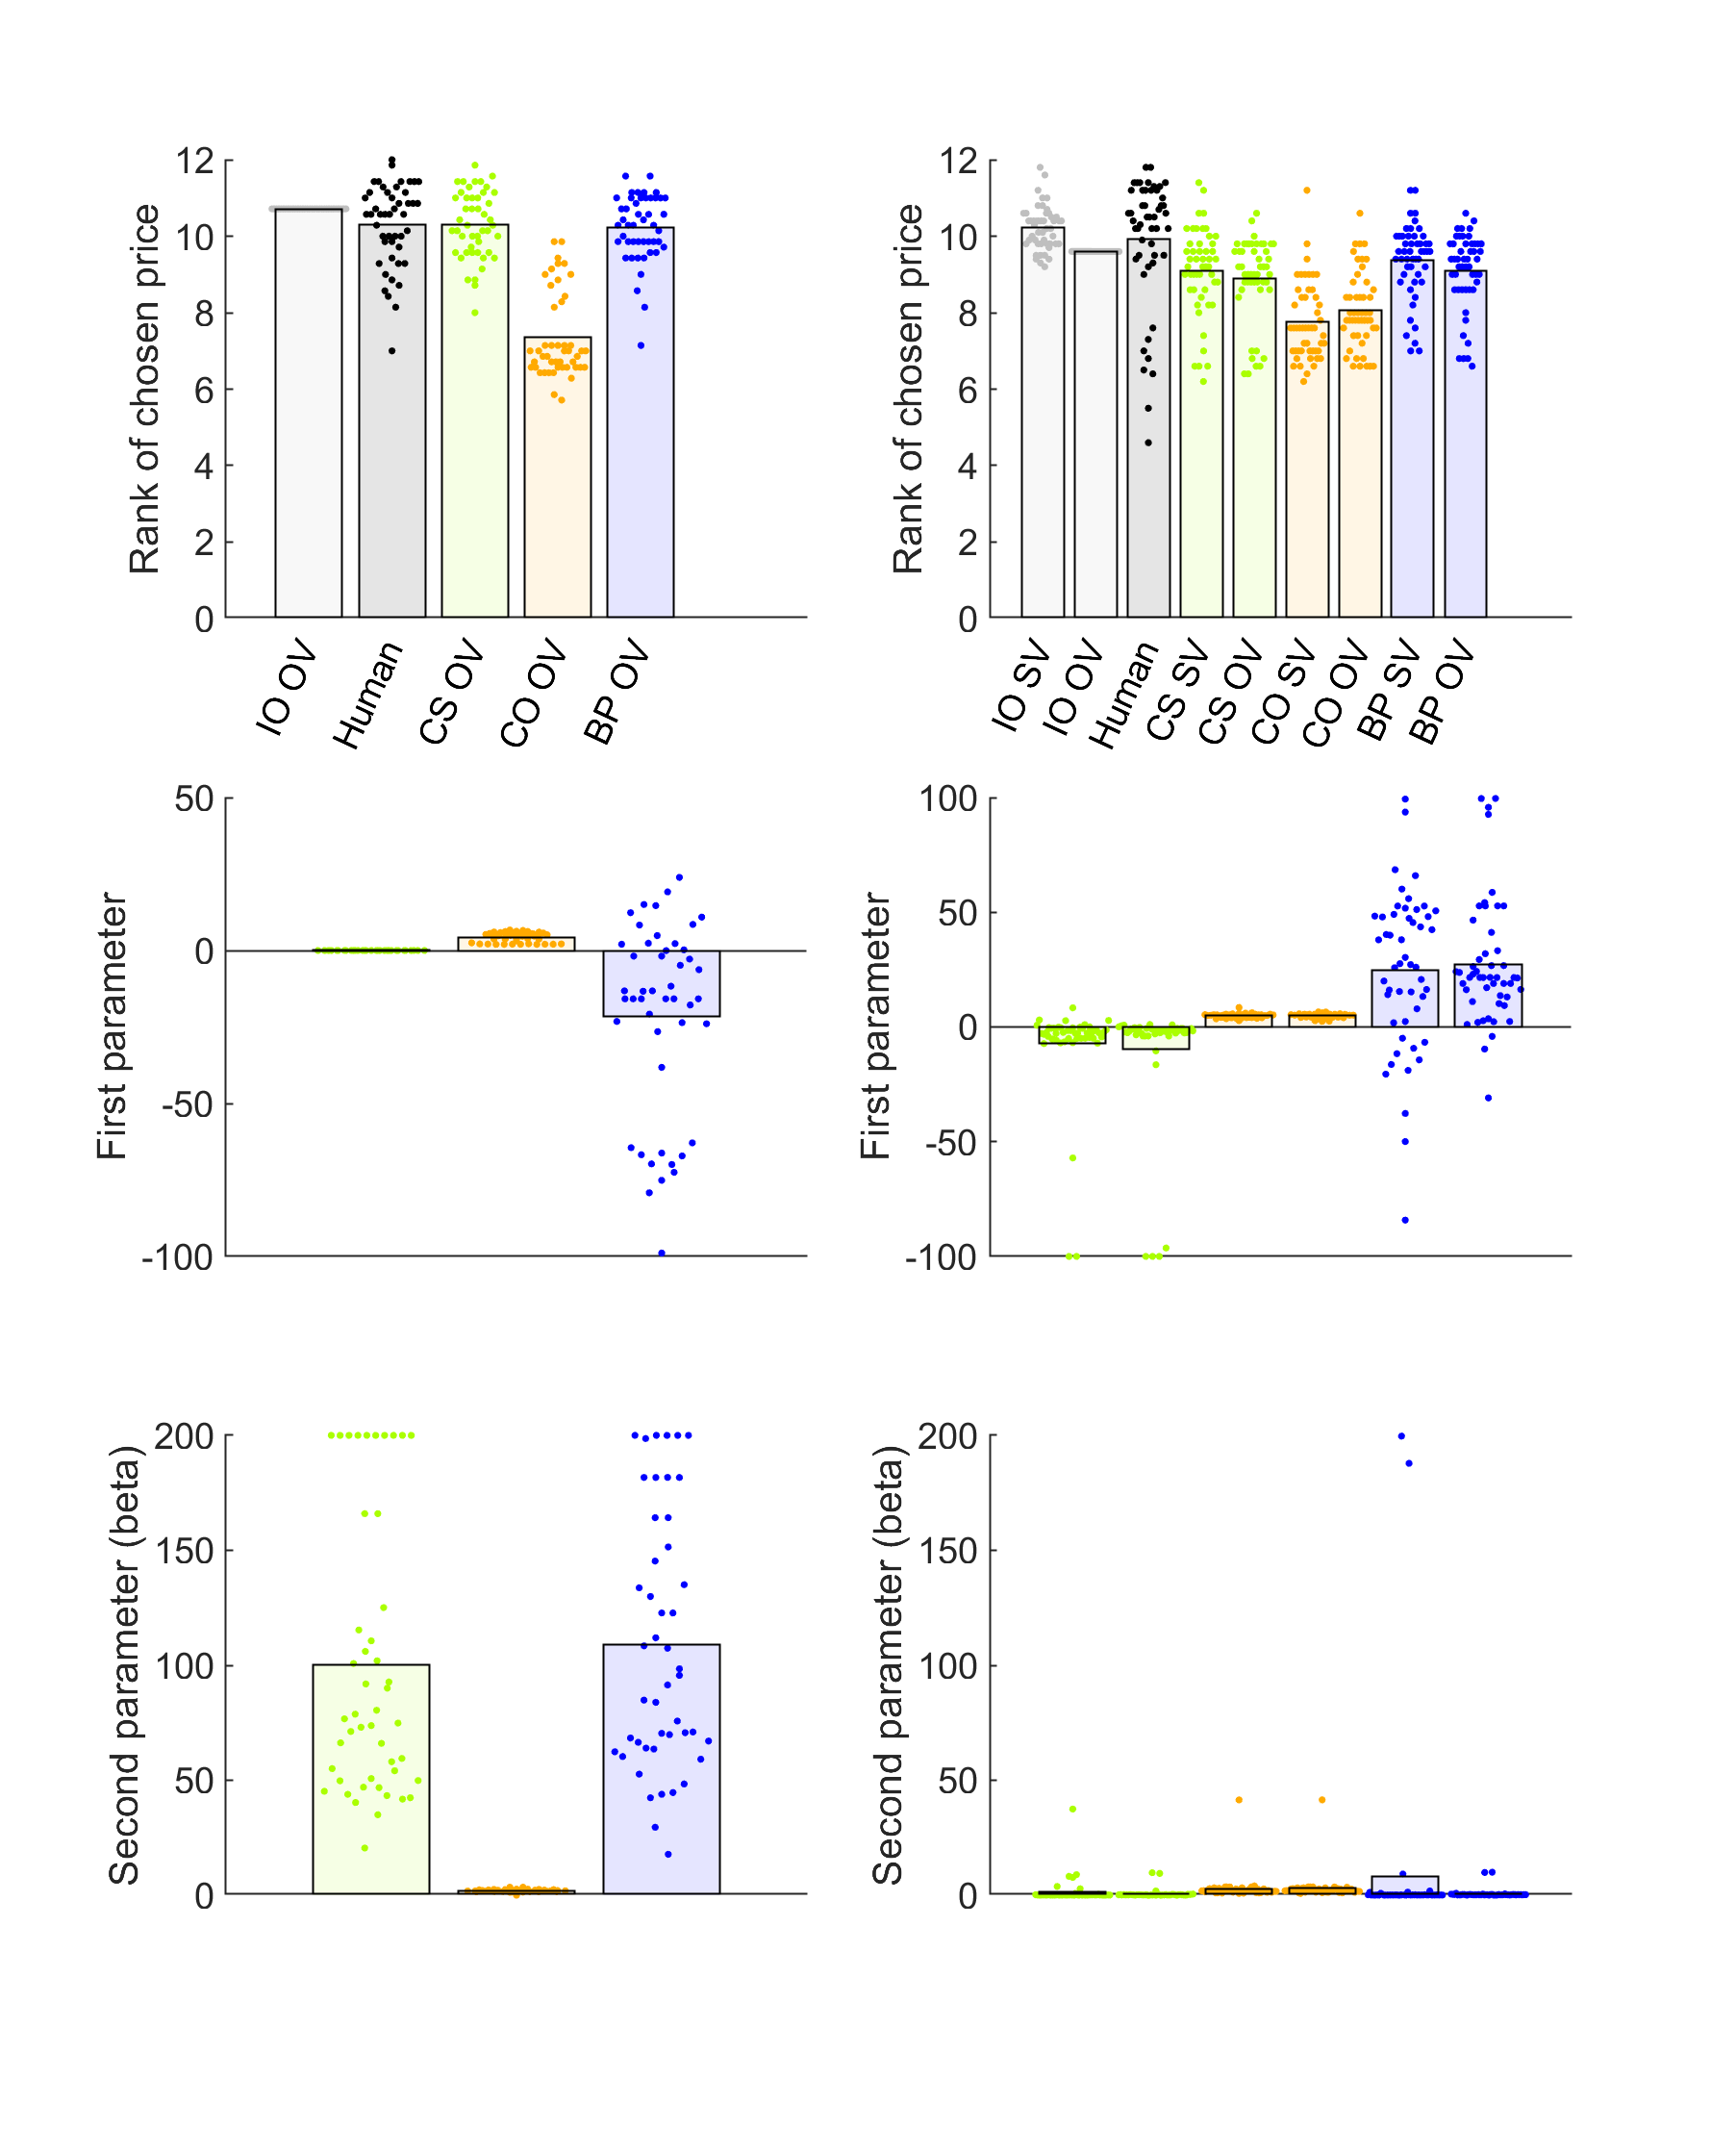 12
10
8
6
4
2
0
Rank of chosen price
IO OV
Human
CS OV
CO OV
BP OV
12
10
8
6
4
2
0
Rank of chosen price
IO SV
IO OV
Human
CS SV
CS OV
CO SV
CO OV
BP SV
BP OV
50
0
-50
-100
First parameter
100
50
0
-50
-100
First parameter
200
150
100
50
0
Second parameter (beta)
200
150
100
50
0
Second parameter (beta)